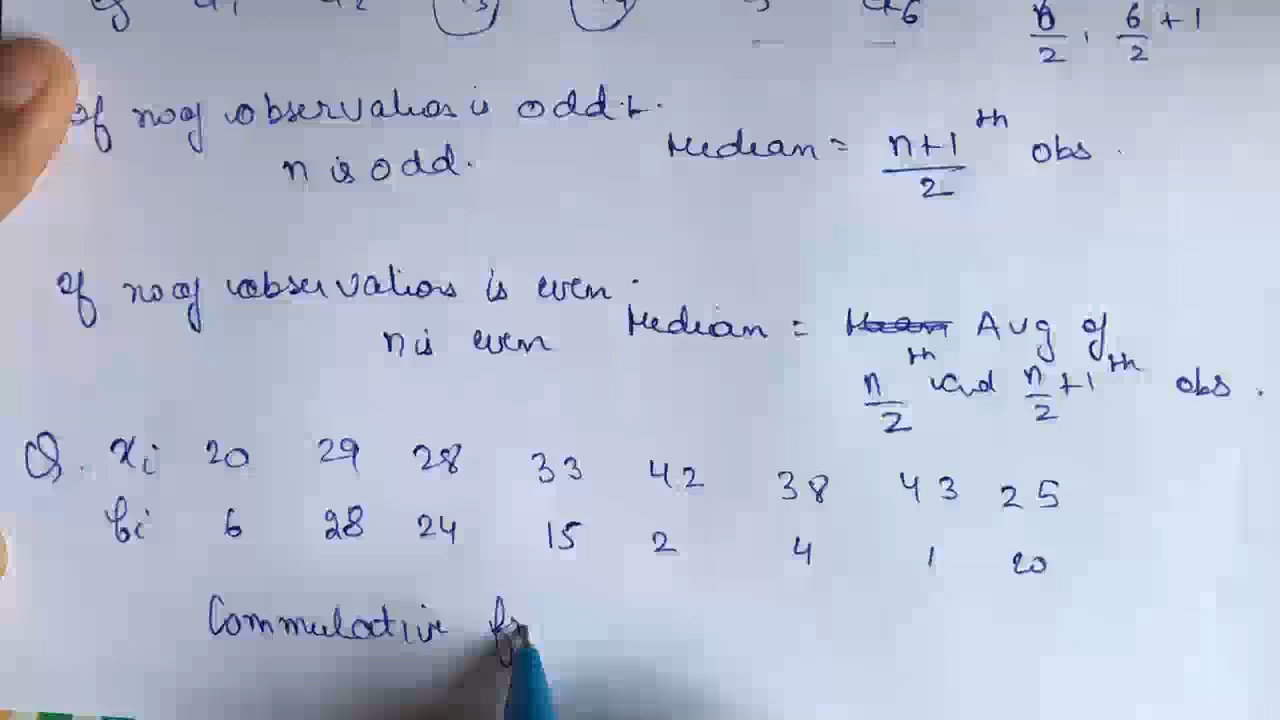 6/2, 6/2 + 1
If no of observations is odd :-
n is odd. Median = n+1/2 th obs.
If no of observations is even.
n is even Median = Avg of
n/2 th and n/2 +1 th obs.
Q. xi 20 29 28 33 42 38 43 25
fi 6 28 24 15 2 4 1 20
Commulative